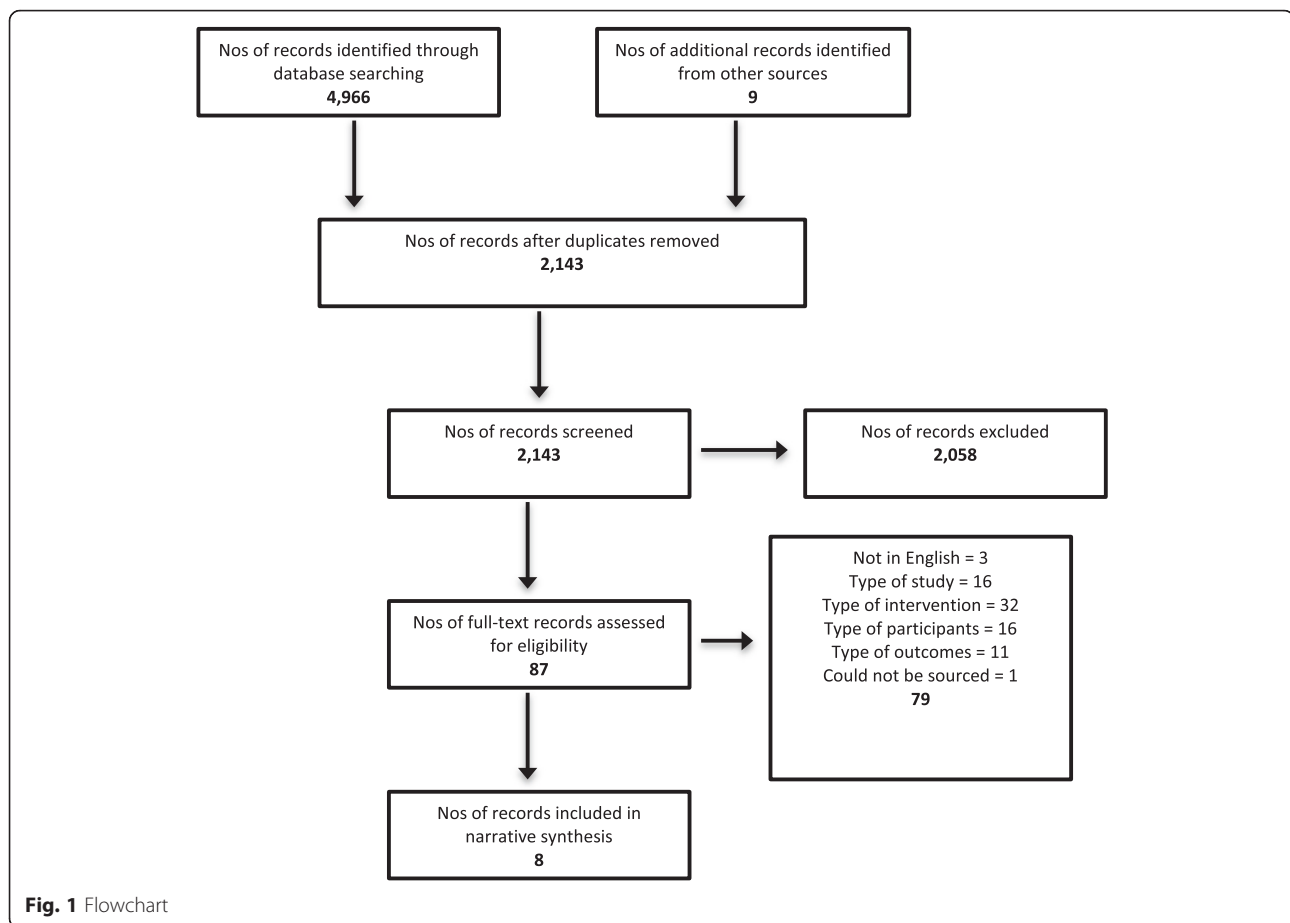 Nos of records identified through
database searching
4,966
Nos of additional records identified
from other sources
9
Nos of records after duplicates removed
2,143
Nos of records screened
2,143
Nos of records excluded
2,058
Nos of full-text records assessed
for eligibility
87
Not in English = 3
Type of study = 16
Type of intervention = 32
Type of participants = 16
Type of outcomes = 11
Could not be sourced = 1
79
Nos of records included in
narrative synthesis
8
Fig. 1 Flowchart